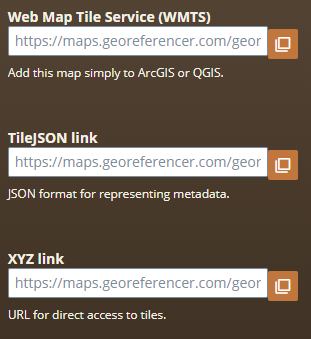 Web Map Tile Service (WMTS)
https://maps.georeferencer.com/geor
Add this map simply to ArcGIS or QGIS.
TileJSON link
https://maps.georeferencer.com/geor
JSON format for representing metadata.
XYZ link
https://maps.georeferencer.com/geor
URL for direct access to tiles.